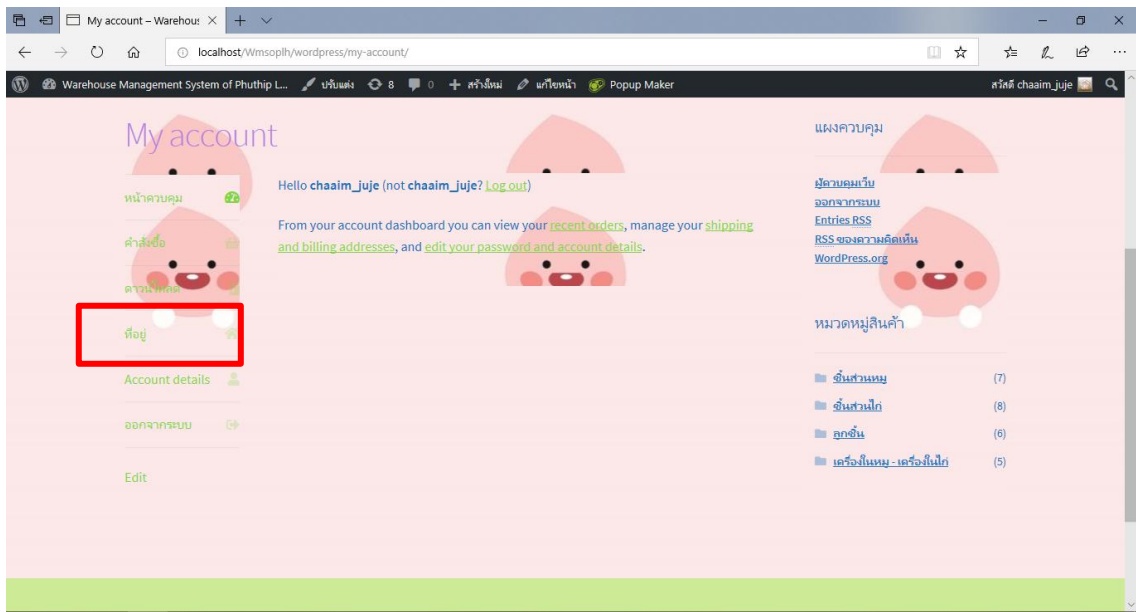 My account – Warehous
localhost/Wmsoplh/wordpress/my-account/
Warehouse Management System of Phuthip L... ปรับแต่ง 8 0 สร้างใหม่ แก้ไขหน้า Popup Maker สวัสดี chaaim_juje
My account
หน้าควบคุม
คำสั่งซื้อ
ดาวน์โหลด
ที่อยู่
Account details
ออกจากระบบ
Edit
Hello chaaim_juje (not chaaim_juje? Log out)
From your account dashboard you can view your recent orders, manage your shipping
and billing addresses, and edit your password and account details.
แผงควบคุม
ผู้ควบคุมเว็บ
ออกจากระบบ
Entries RSS
RSS ของความคิดเห็น
WordPress.org
หมวดหมู่สินค้า
ชิ้นส่วนหมู (7)
ชิ้นส่วนไก่ (8)
ลูกชิ้น (6)
เครื่องในหมู - เครื่องในไก่ (5)